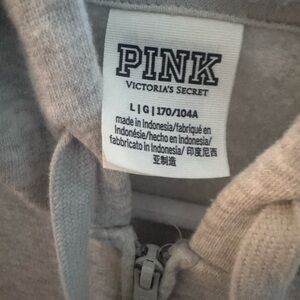 PINK
VICTORIA'S SECRET
L | G | 170/104A
made in Indonesia/fabriqué en
Indonésie/hecho en Indonesia/
fabbricato in Indonesia/ 印度尼西
亚制造